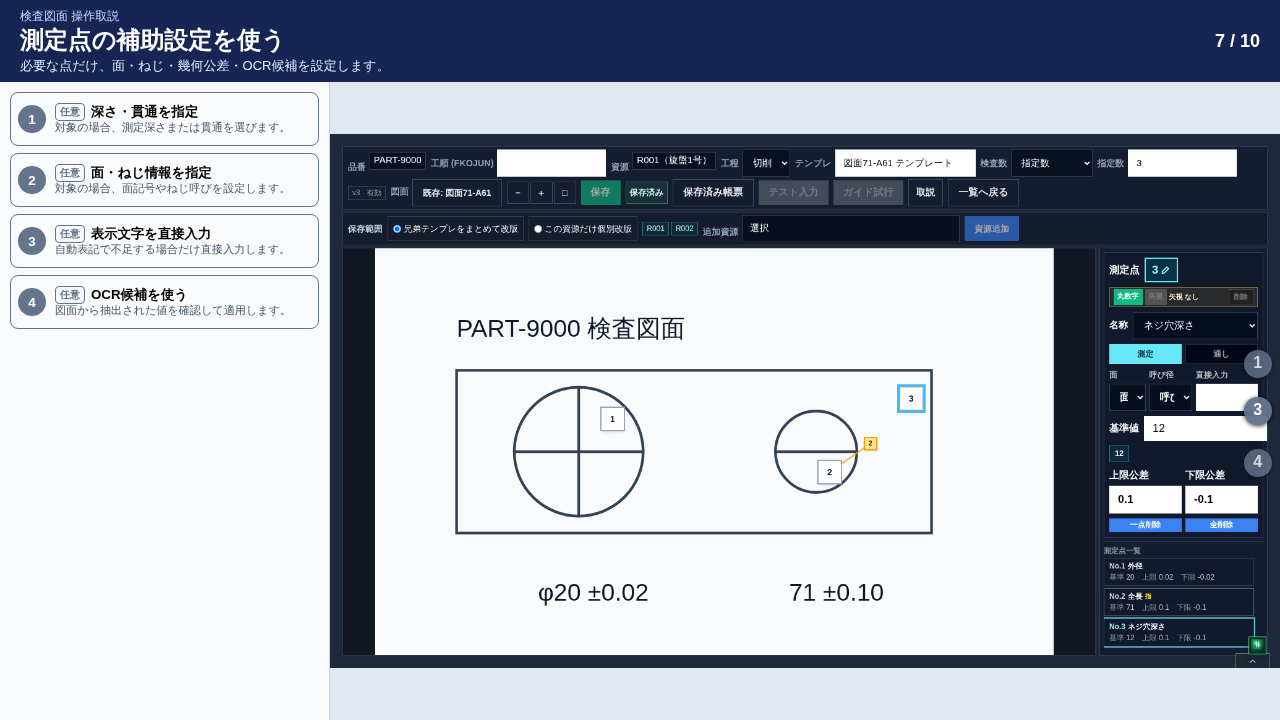 検査図面 操作取説
測定点の補助設定を使う
必要な点だけ、面・ねじ・幾何公差・OCR候補を設定します。
7 / 10
1 任意 深さ・貫通を指定
対象の場合、測定深さまたは貫通を選びます。
2 任意 面・ねじ情報を指定
対象の場合、面記号やねじ呼びを設定します。
3 任意 表示文字を直接入力
自動表記で不足する場合だけ直接入力します。
4 任意 OCR候補を使う
図面から抽出された値を確認して適用します。
品番 PART-9000 工順 (FKOJUN) 資源 R001（旋盤1号） 工程 切削 テンプレ 図面71-A61 テンプレート 検査数 指定数 指定数 3
v3 · 有効 図面 既存: 図面71-A61 − + □ 保存 保存済み 保存済み帳票 テスト入力 ガイド試行 取説 一覧へ戻る
保存範囲 兄弟テンプレをまとめて改版 この資源だけ個別改版 R001 R002 追加資源 選択 資源追加
PART-9000 検査図面
1
2
2
3
φ20 ±0.02
71 ±0.10
測定点 3
丸数字 矢視 矢視 なし 削除
名称 ネジ穴深さ
測定 通し
1
面 呼び径 直接入力
面 呼び
3
基準値 12
12
4
上限公差 下限公差
0.1 -0.1
一点削除 全削除
測定点一覧
No.1 外径
基準 20 · 上限 0.02 · 下限 -0.02
No.2 全長 指
基準 71 · 上限 0.1 · 下限 -0.1
No.3 ネジ穴深さ
基準 12 · 上限 0.1 · 下限 -0.1